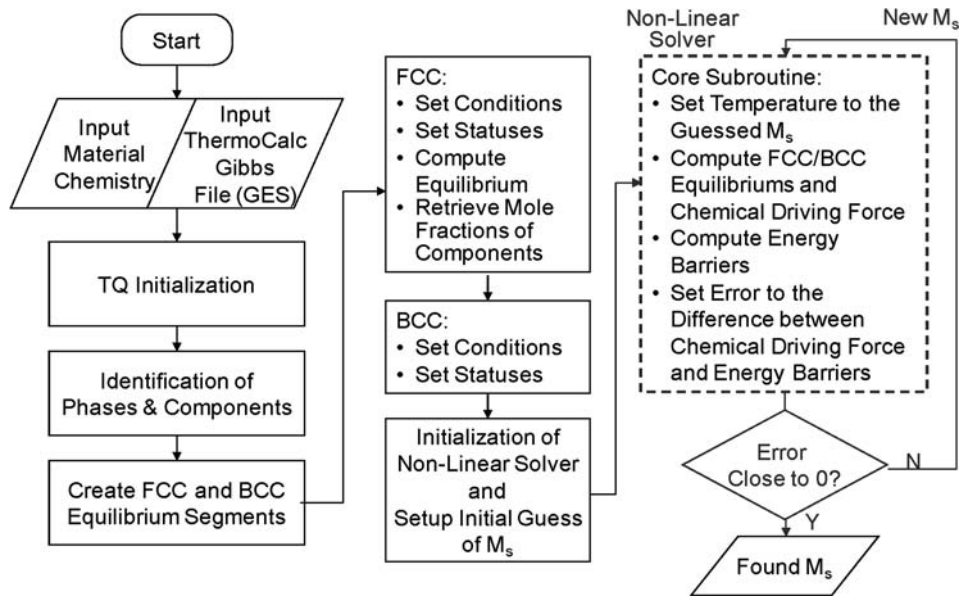 Start
Input
Material
Chemistry
Input
ThermoCalc
Gibbs
File (GES)
TQ Initialization
Identification of
Phases & Components
Create FCC and BCC
Equilibrium Segments
FCC:
• Set Conditions
• Set Statuses
• Compute
Equilibrium
• Retrieve Mole
Fractions of
Components
BCC:
• Set Conditions
• Set Statuses
Initialization of
Non-Linear Solver
and
Setup Initial Guess
of Ms
Non-Linear
Solver
New Ms
Core Subroutine:
• Set Temperature to the
Guessed Ms
• Compute FCC/BCC
Equilibriums and
Chemical Driving Force
• Compute Energy
Barriers
• Set Error to the
Difference between
Chemical Driving Force
and Energy Barriers
Error
Close to 0?
N
Y
Found Ms